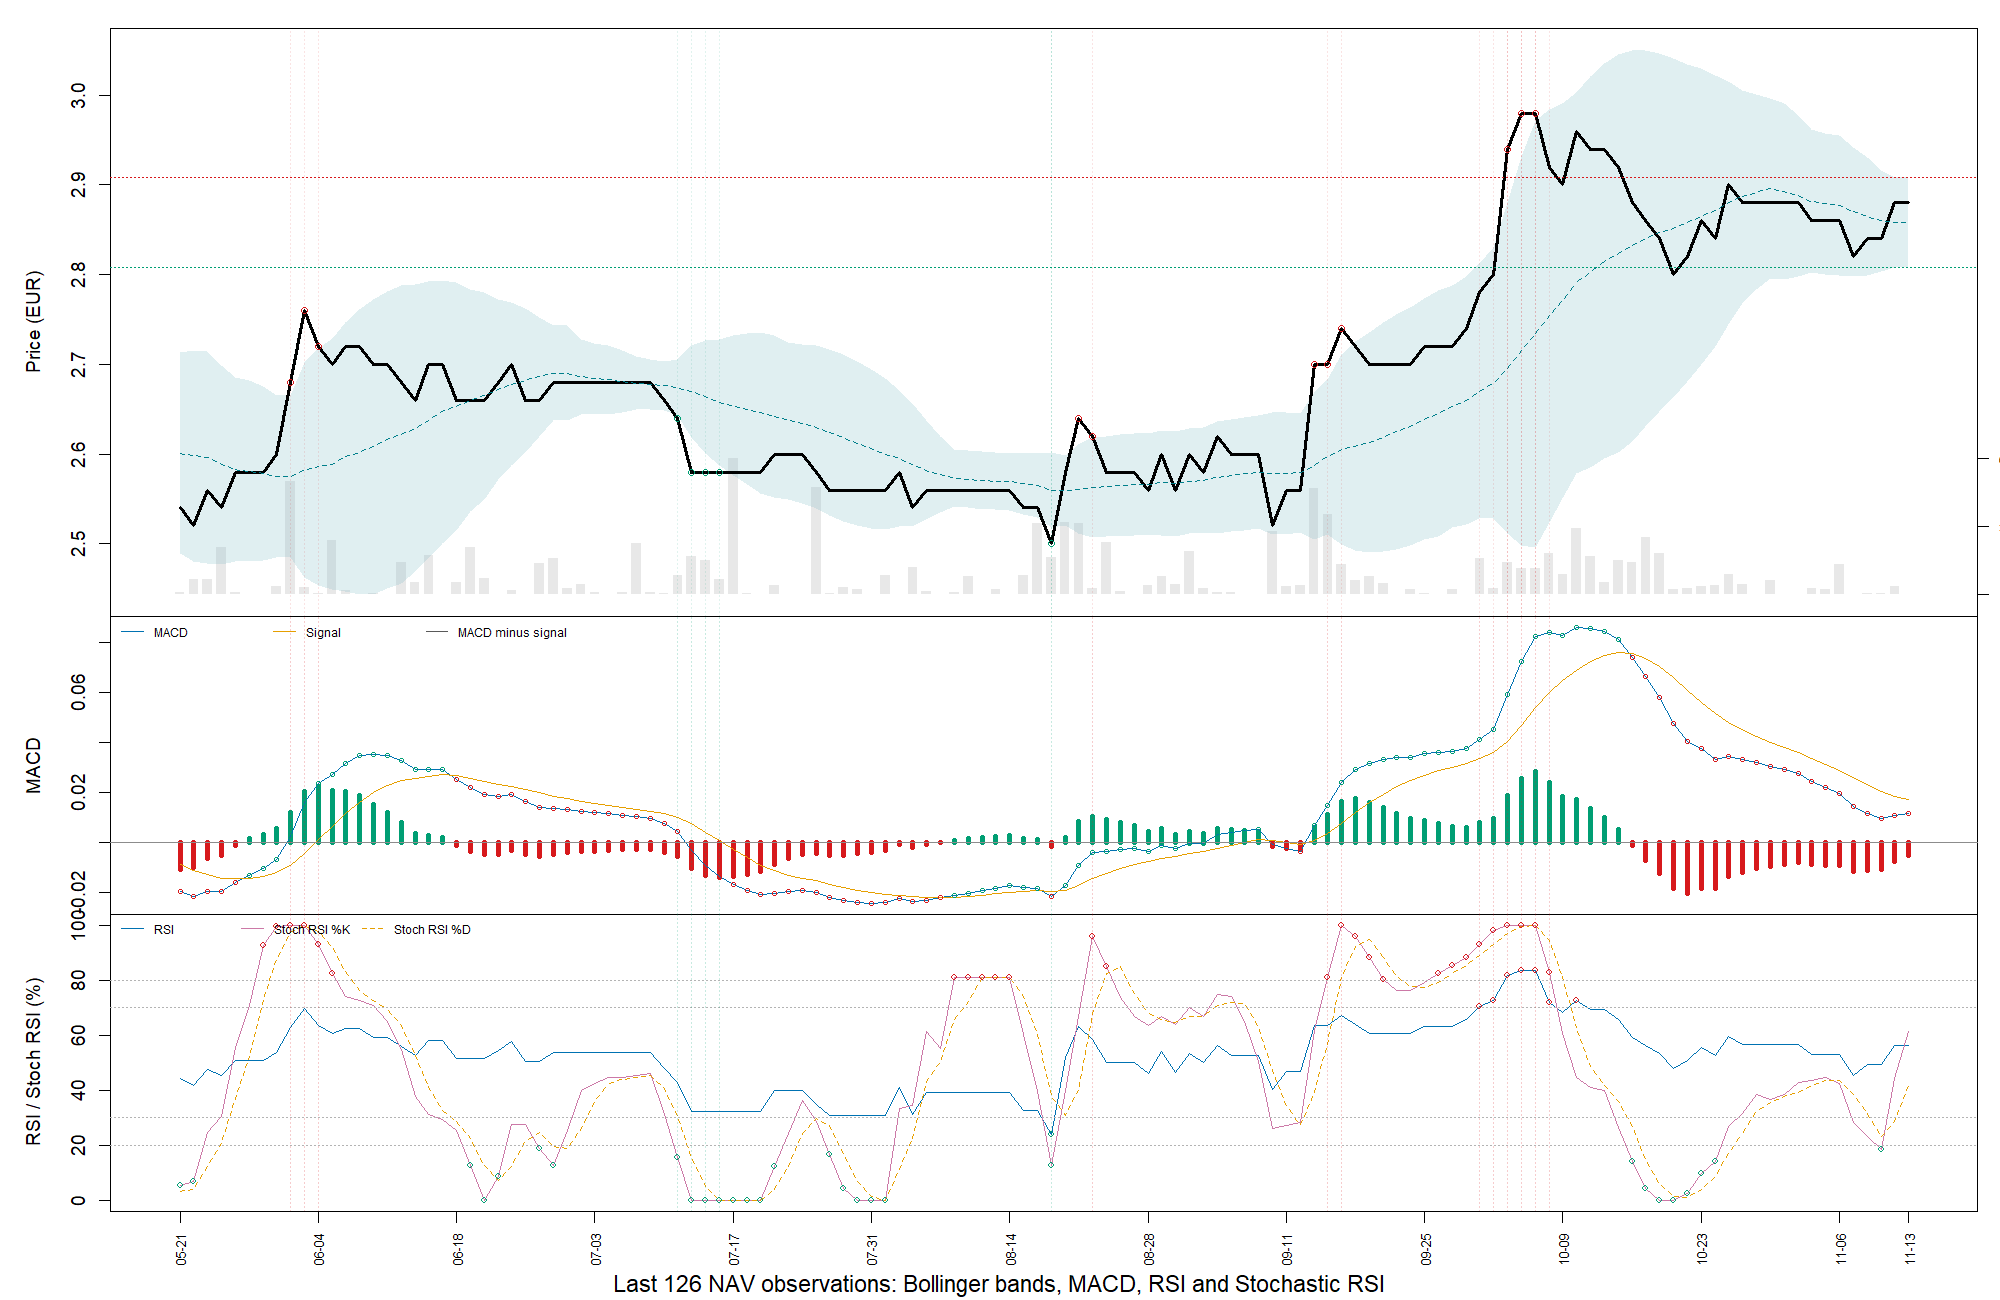 3.0
2.9
2.8
2.7
2.6
2.5
Price (EUR)
MACD
Signal
MACD minus signal
0.06
0.02
-0.02
MACD
RSI
Stoch RSI %K
Stoch RSI %D
100
80
60
40
20
0
RSI / Stoch RSI (%)
05-21
06-04
06-18
07-03
07-17
07-31
08-14
08-28
09-11
09-25
10-09
10-23
11-06
11-13
Last 126 NAV observations: Bollinger bands, MACD, RSI and Stochastic RSI